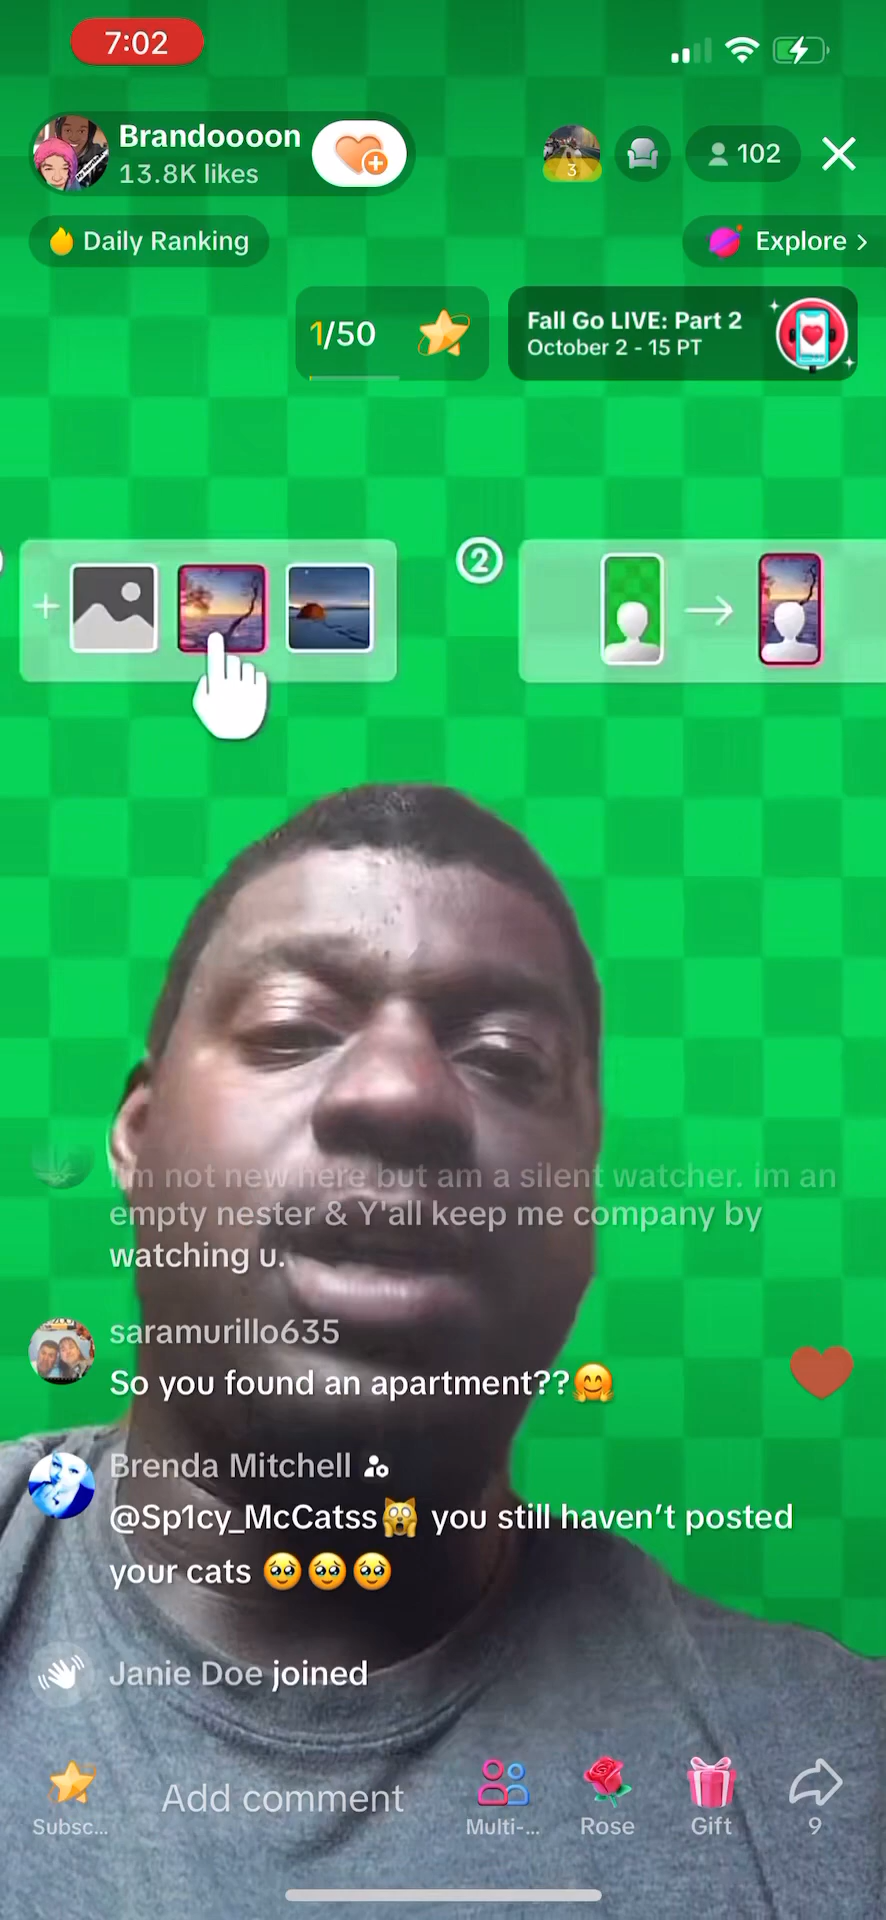 7:02
Brandoooon
13.8K likes
3
102
Daily Ranking
Explore >
1/50
Fall Go LIVE: Part 2
October 2 - 15 PT
2
I'm not new here but am a silent watcher. im an
empty nester & Y'all keep me company by
watching u.
saramurillo635
So you found an apartment??🤗
Brenda Mitchell
@Sp1cy_McCatss🙀 you still haven't posted
your cats 🥹🥹🥹
Janie Doe joined
Subsc...
Add comment
Multi-...
Rose
Gift
9